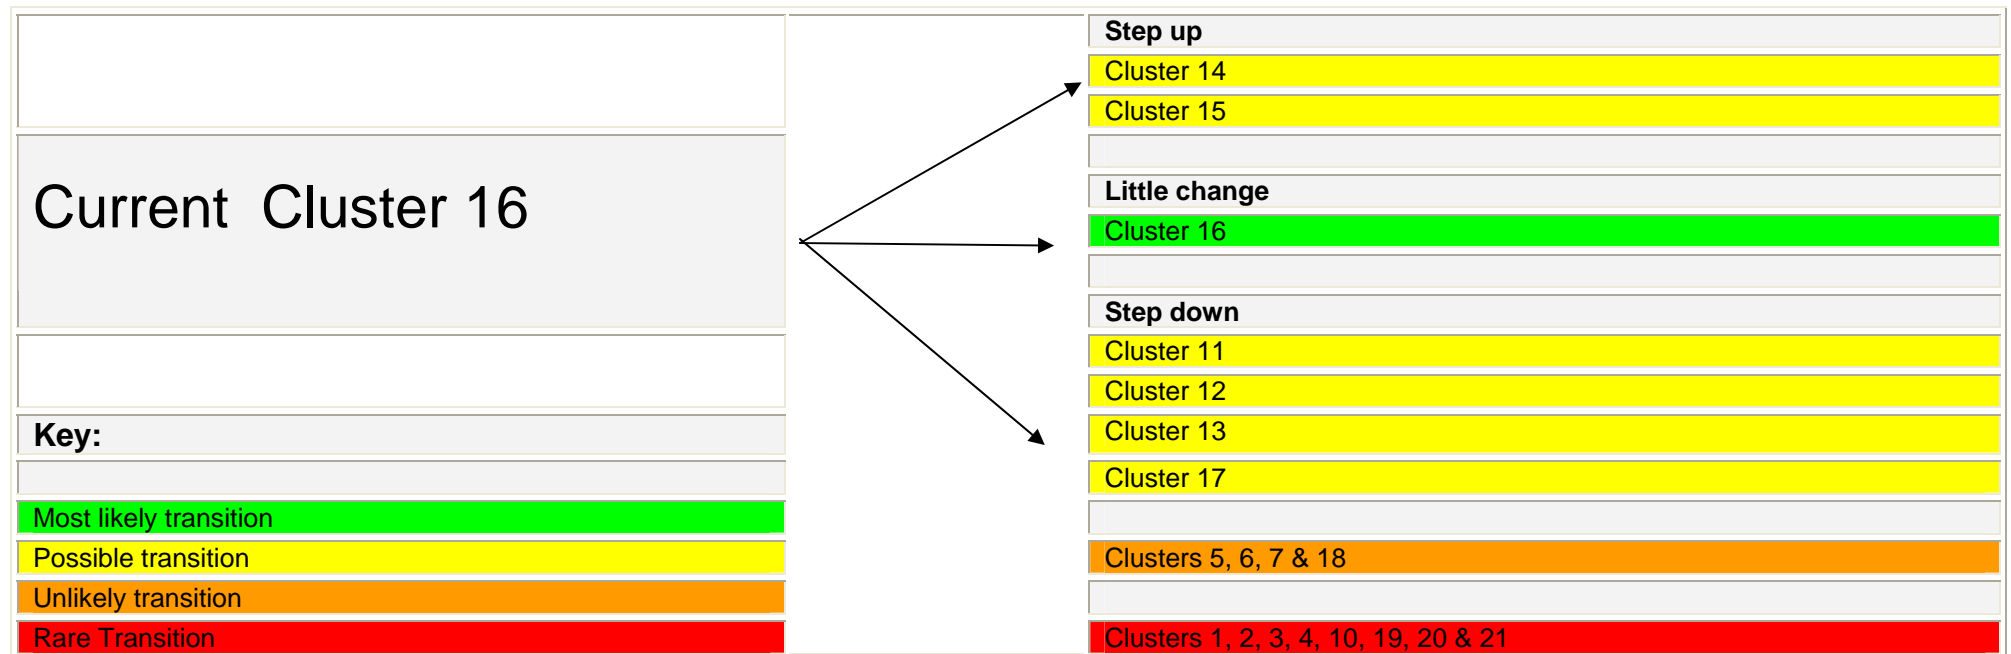 Current  Cluster 16
Key:
Most likely transition
Possible transition
Unlikely transition
Rare Transition
Step up
Cluster 14
Cluster 15
Little change
Cluster 16
Step down
Cluster 11
Cluster 12
Cluster 13
Cluster 17
Clusters 5, 6, 7 & 18
Clusters 1, 2, 3, 4, 10, 19, 20 & 21